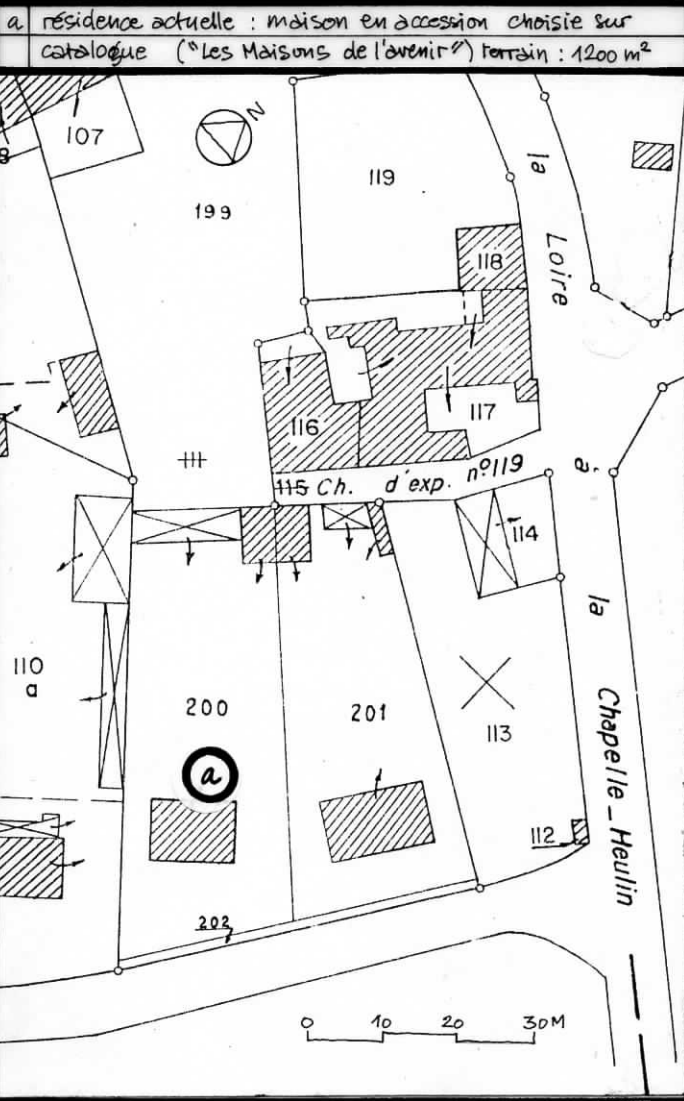 a résidence actuelle : maison en accession choisie sur
catalogue ("Les Maisons de l'avenir") terrain : 1200 m²
107
N
8
199
119
118
la
Loire
116
117
115 Ch. d'exp. nº119
à
114
la
110
a
200
201
113
Chapelle_Heulin
a
112
202
0 10 20 30M